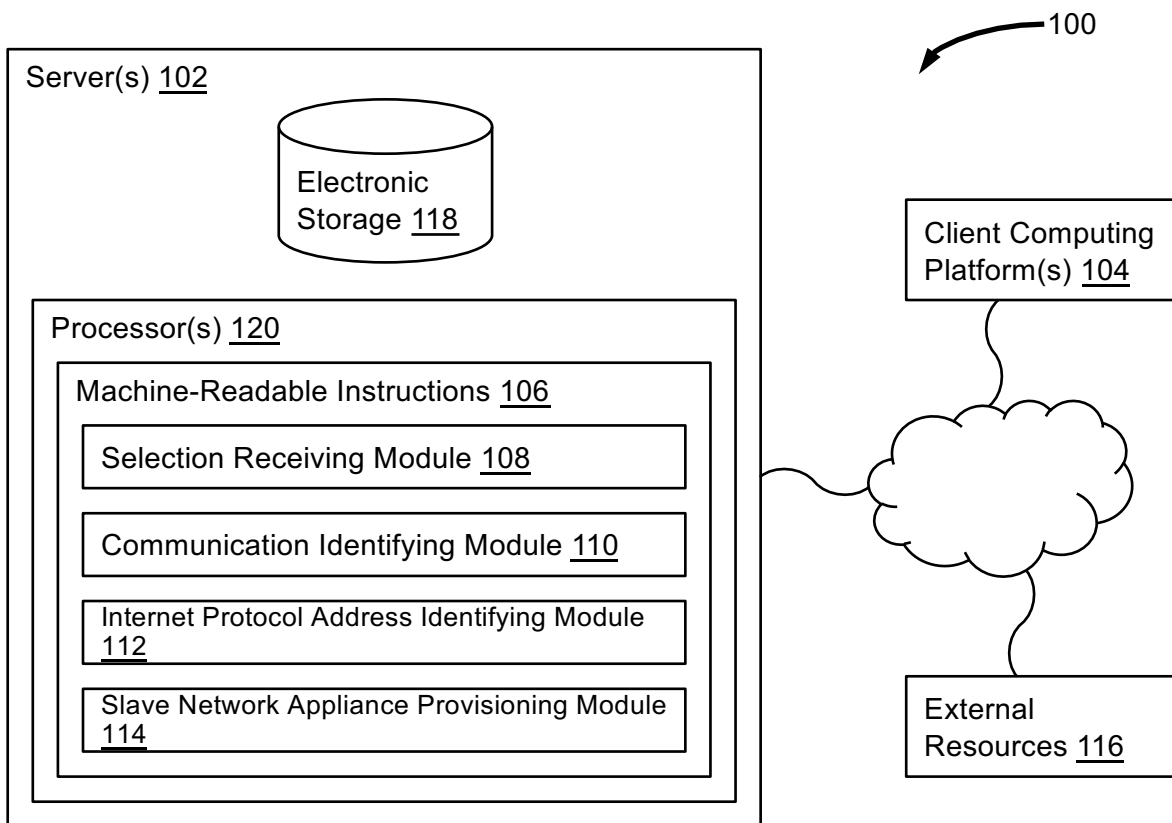 100
Server(s) 102
Electronic
Storage 118
Client Computing
Platform(s) 104
Processor(s) 120
Machine-Readable Instructions 106
Selection Receiving Module 108
Communication Identifying Module 110
Internet Protocol Address Identifying Module
112
Slave Network Appliance Provisioning Module
114
External
Resources 116